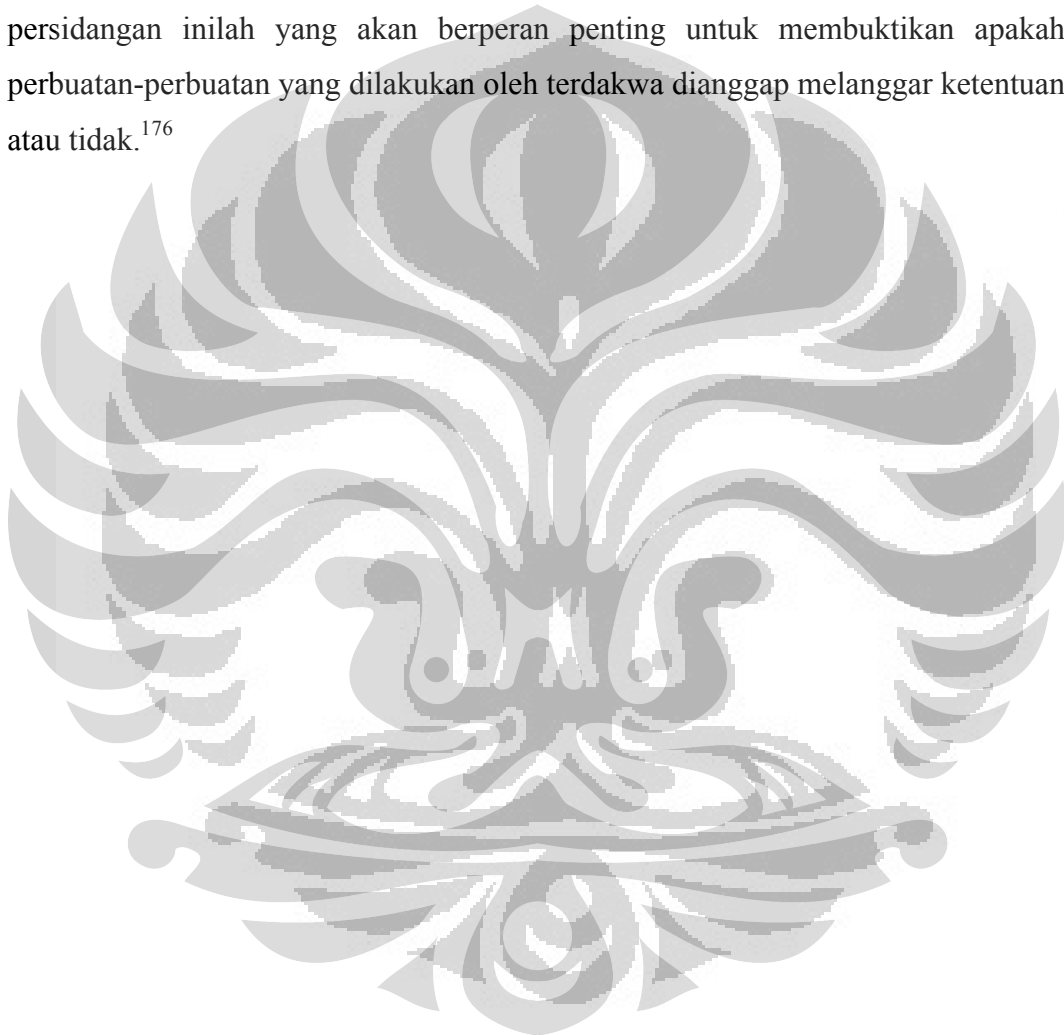 persidangan inilah yang akan berperan penting untuk membuktikan apakah
perbuatan-perbuatan yang dilakukan oleh terdakwa dianggap melanggar ketentuan
atau tidak.176